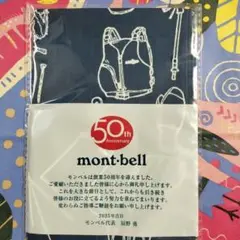 50th
Anniversary
mont-bell
モンベルは創業50周年を迎えました。
ご愛顧いただきました皆様に心から御礼申し上げます。
これを大きな節目として、これからも引き続き
皆様のお役に立てるよう努力を重ねてまいります。
変わらぬご指導ご鞭撻をお願い申し上げます。
2025年8月
モンベル代表 辰野 勇